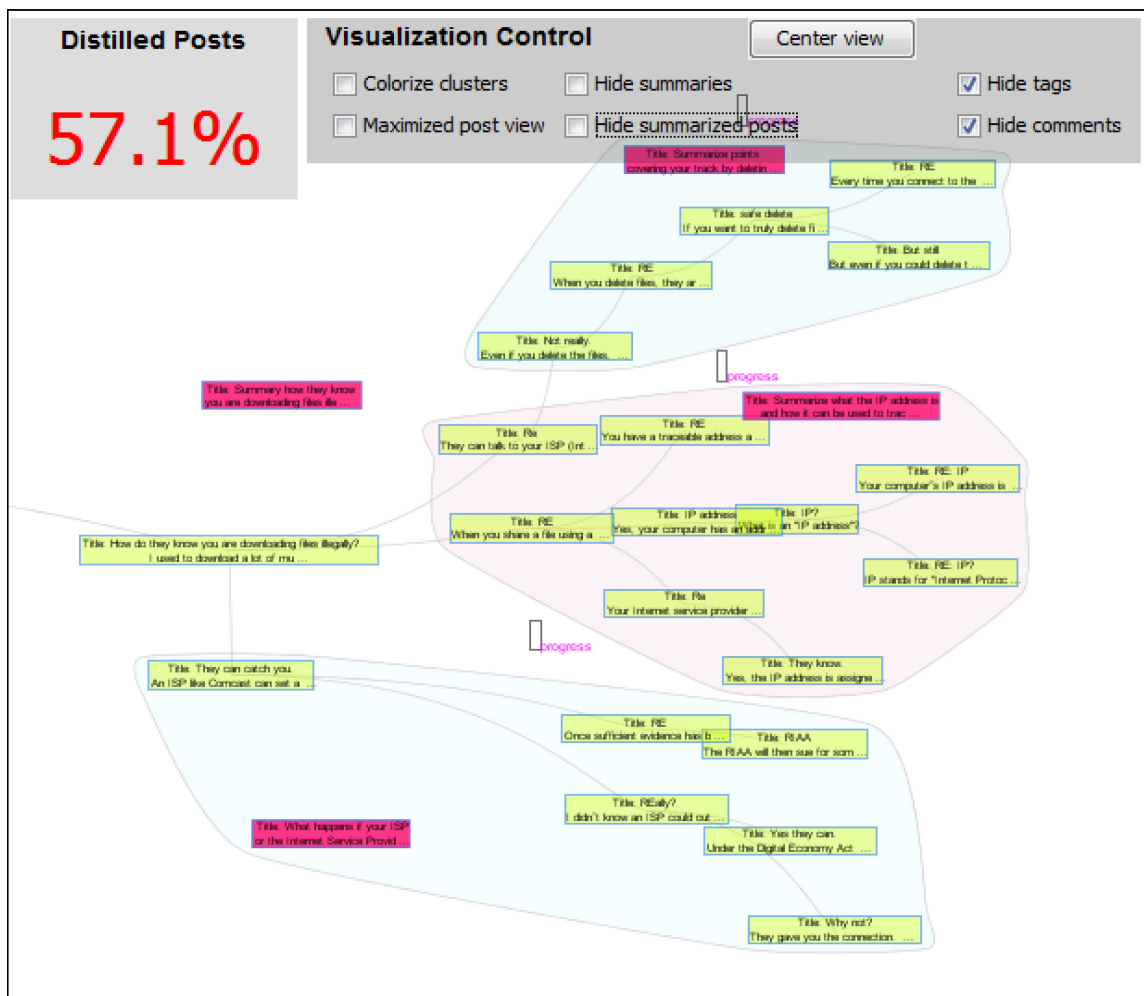 Distilled Posts
57.1%
Visualization Control
Center view
Colorize clusters
Hide summaries
Hide tags
Maximized post view
Hide summarized posts
Hide comments
progress
Title: Summarize points
covering your track by deletin ...
Title: RE
Every time you connect to the ...
Title: safe delete
If you want to truly delete fi ...
Title: But still
But even if you could delete t ...
Title: RE
When you delete files, they ar ...
Title: Not really.
Even if you delete the files, ...
progress
Title: Summary how they know
you are downloading files ille ...
Title: Summarize what the IP address is
and how it can be used to trac ...
Title: RE
You have a traceable address a ...
Title: Re
They can talk to your ISP (Int ...
Title: RE: IP
Your computer's IP address is ...
Title: IP address
Yes, your computer has an addr ...
Title: IP?
What is an "IP address"?
Title: RE
When you share a file using a ...
Title: How do they know you are downloading files illegally?
I used to download a lot of mu ...
Title: RE: IP?
IP stands for "Internet Protoc ...
Title: Re
Your Internet service provider ...
progress
Title: They know.
Yes, the IP address is assigne ...
Title: They can catch you.
An ISP like Comcast can set a ...
Title: RE
Once sufficient evidence has b ...
Title: RIAA
The RIAA will then sue for som ...
Title: REally?
I didn't know an ISP could cut ...
Title: What happens if your ISP
or the Internet Service Provid ...
Title: Yes they can.
Under the Digital Economy Act ...
Title: Why not?
They gave you the connection. ...